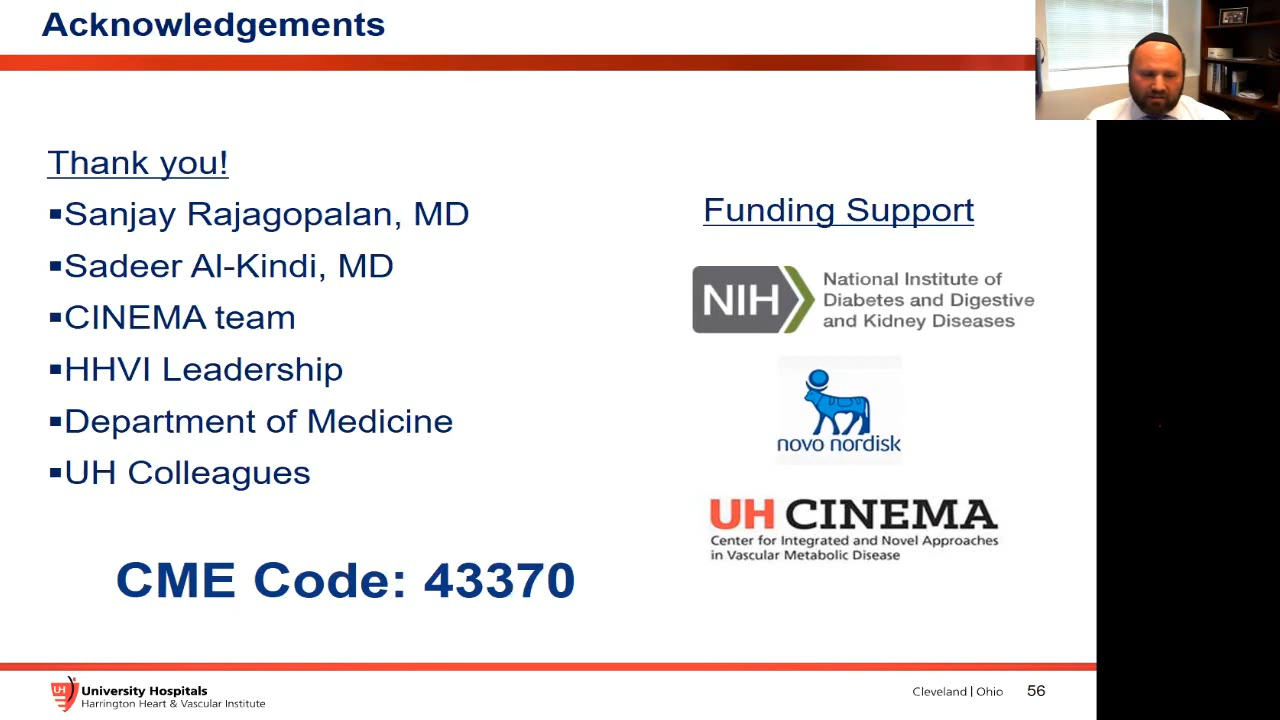 Acknowledgements
Thank you!
▪Sanjay Rajagopalan, MD
▪Sadeer Al-Kindi, MD
▪CINEMA team
▪HHVI Leadership
▪Department of Medicine
▪UH Colleagues
CME Code: 43370
Funding Support
NIH
National Institute of
Diabetes and Digestive
and Kidney Diseases
novo nordisk
UH CINEMA
Center for Integrated and Novel Approaches
in Vascular Metabolic Disease
UH
University Hospitals
Harrington Heart & Vascular Institute
Cleveland | Ohio 56